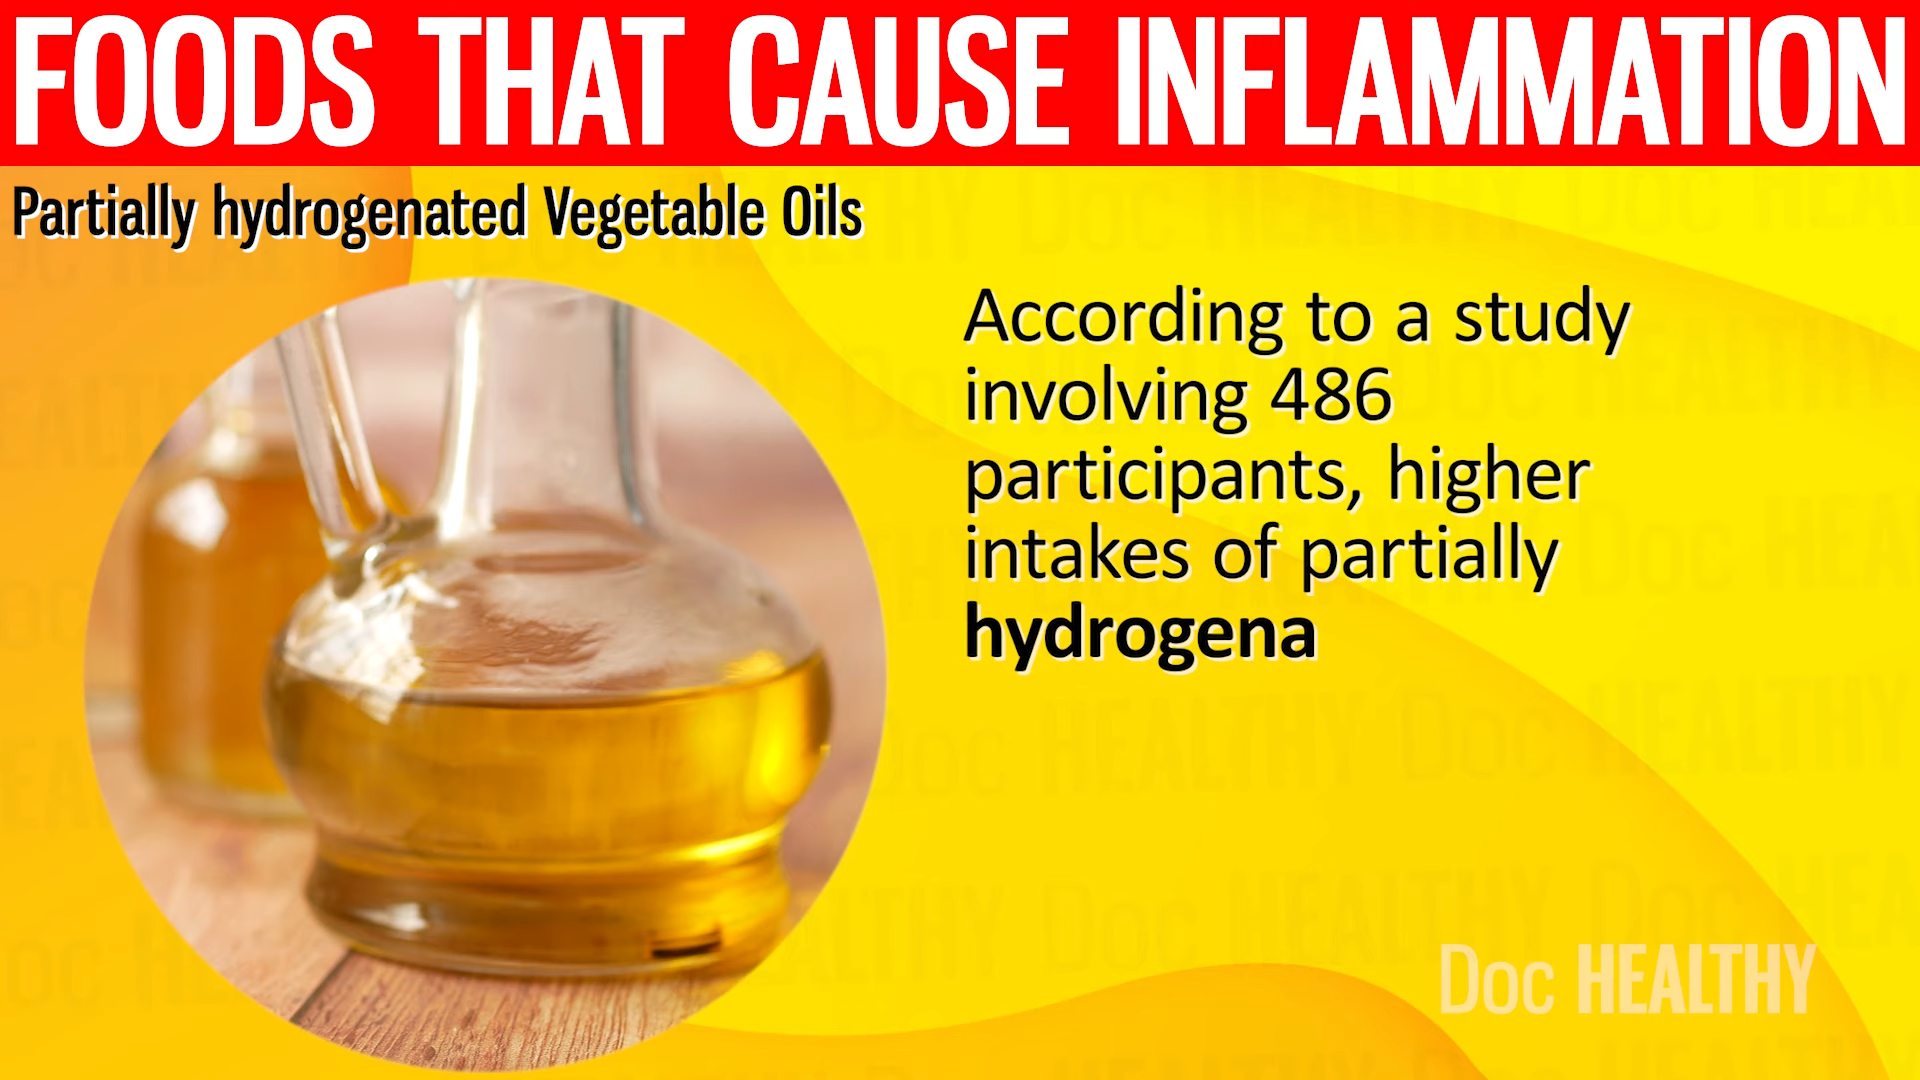 FOODS THAT CAUSE INFLAMMATION
Partially hydrogenated Vegetable Oils
According to a study
involving 486
participants, higher
intakes of partially
hydrogena
Doc HEALTHY